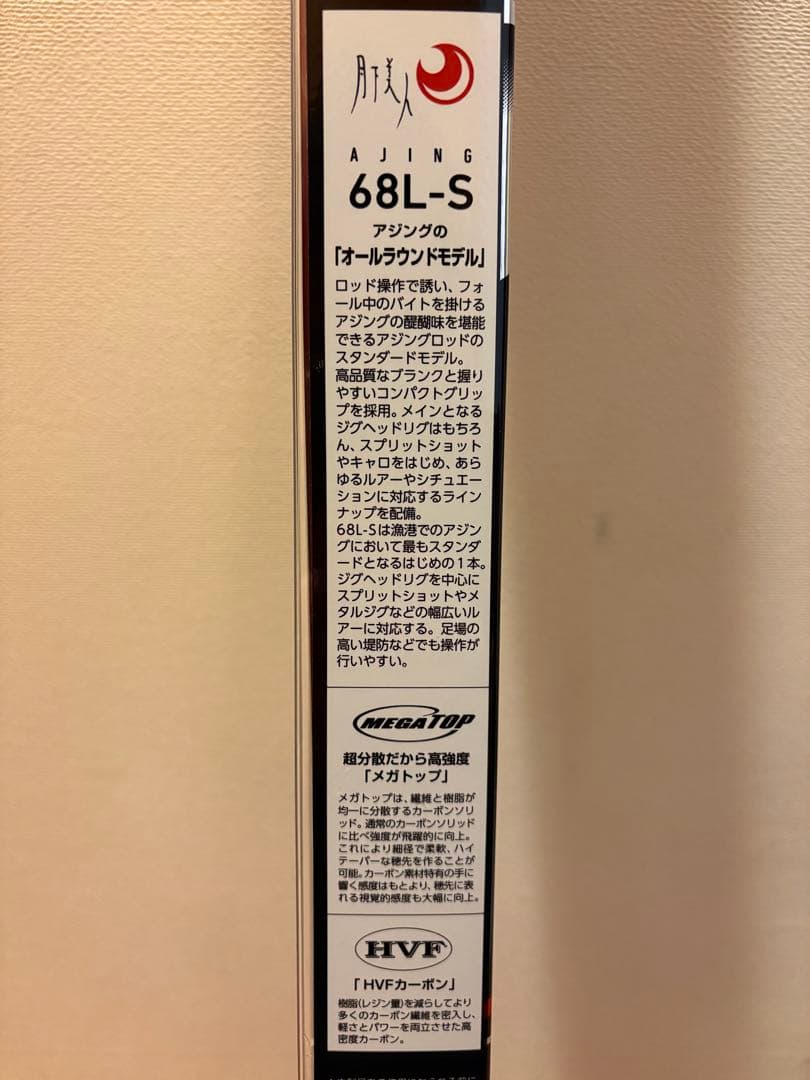 月下美人
AJING
68L-S
アジングの
「オールラウンドモデル」
ロッド操作で誘い、フォ
ール中のバイトを掛ける
アジングの醍醐味を堪能
できるアジングロッドの
スタンダードモデル。
高品質なブランクと握り
やすいコンパクトグリッ
プを採用。メインとなる
ジグヘッドリグはもちろ
ん、スプリットショット
やキャロをはじめ、あら
ゆるルアーやシチュエー
ションに対応するライン
ナップを配備。
68L-Sは漁港でのアジン
グにおいて最もスタンダ
ードとなるはじめの1本。
ジグヘッドリグを中心に
スプリットショットやメ
タルジグなどの幅広いル
アーに対応する。足場の
高い堤防などでも操作が
行いやすい。
MEGATOP
超分散だから高強度
「メガトップ」
メガトップは、繊維と樹脂が
均一に分散するカーボンソリ
ッド。通常のカーボンソリッド
に比べ強度が飛躍的に向上。
これにより細径で柔軟、ハイ
テーパーな穂先を作ることが
可能。カーボン素材特有の手に
響く感度はもとより、穂先に表
れる視覚的感度も大幅に向上。
HVF
「HVFカーボン」
樹脂(レジン量)を減らしてより
多くのカーボン繊維を密入し、
軽さとパワーを両立させた高
密度カーボン。